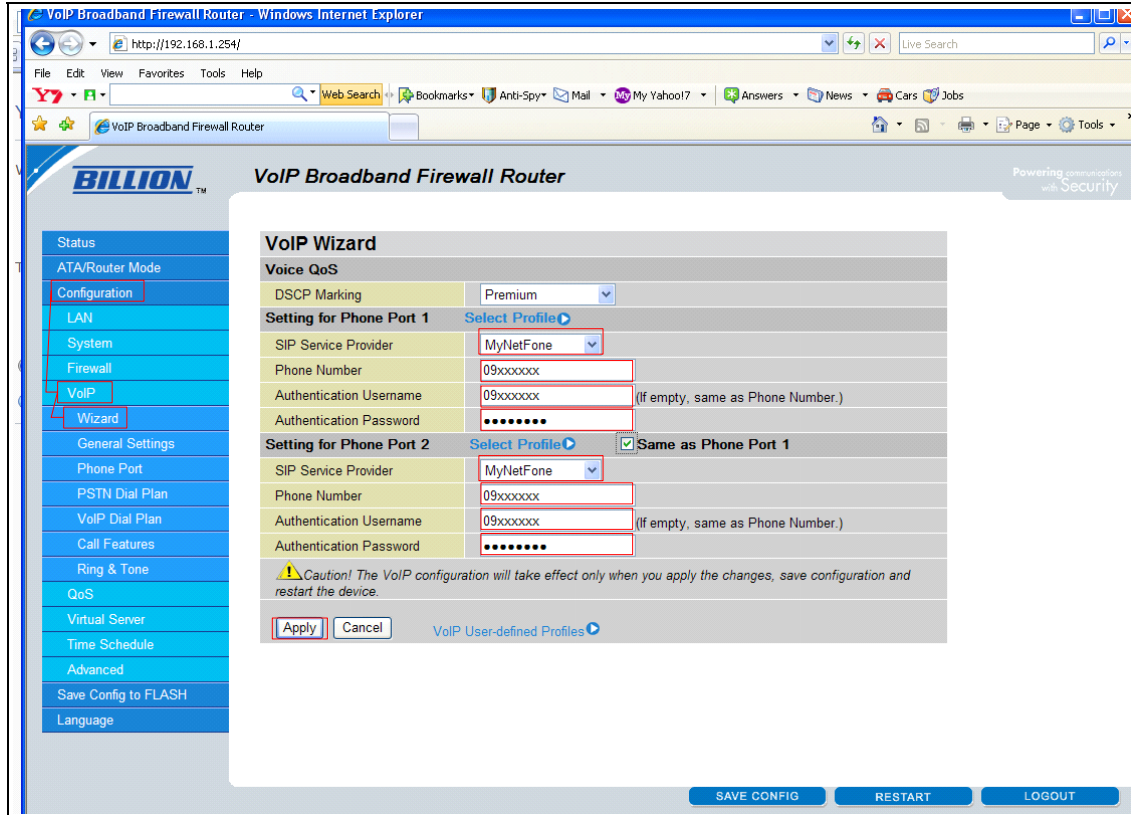 VoIP Broadband Firewall Router - Windows Internet Explorer
http://192.168.1.254/
Live Search
File Edit View Favorites Tools Help
Y7 Web Search Bookmarks Anti-Spy Mail My My Yahoo!7 Answers News Cars Jobs
VoIP Broadband Firewall Router
Page Tools
BILLION TM
VoIP Broadband Firewall Router
Powering communications
with Security
Status
ATA/Router Mode
Configuration
LAN
System
Firewall
VoIP
Wizard
General Settings
Phone Port
PSTN Dial Plan
VoIP Dial Plan
Call Features
Ring & Tone
QoS
Virtual Server
Time Schedule
Advanced
Save Config to FLASH
Language
VoIP Wizard
Voice QoS
DSCP Marking Premium
Setting for Phone Port 1 Select Profile
SIP Service Provider MyNetFone
Phone Number 09xxxxxx
Authentication Username 09xxxxxx (If empty, same as Phone Number.)
Authentication Password ••••••••
Setting for Phone Port 2 Select Profile Same as Phone Port 1
SIP Service Provider MyNetFone
Phone Number 09xxxxxx
Authentication Username 09xxxxxx (If empty, same as Phone Number.)
Authentication Password ••••••••
Caution! The VoIP configuration will take effect only when you apply the changes, save configuration and
restart the device.
Apply Cancel VoIP User-defined Profiles
SAVE CONFIG RESTART LOGOUT